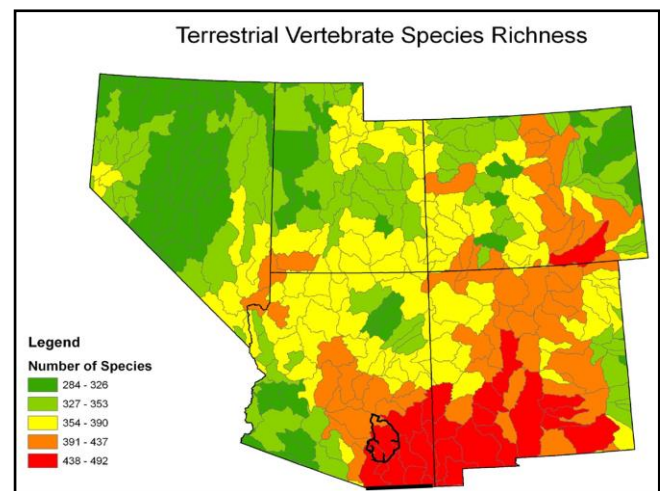 Terrestrial Vertebrate Species Richness
Legend
Number of Species
284 - 326
327 - 353
354 - 390
391 - 437
438 - 492